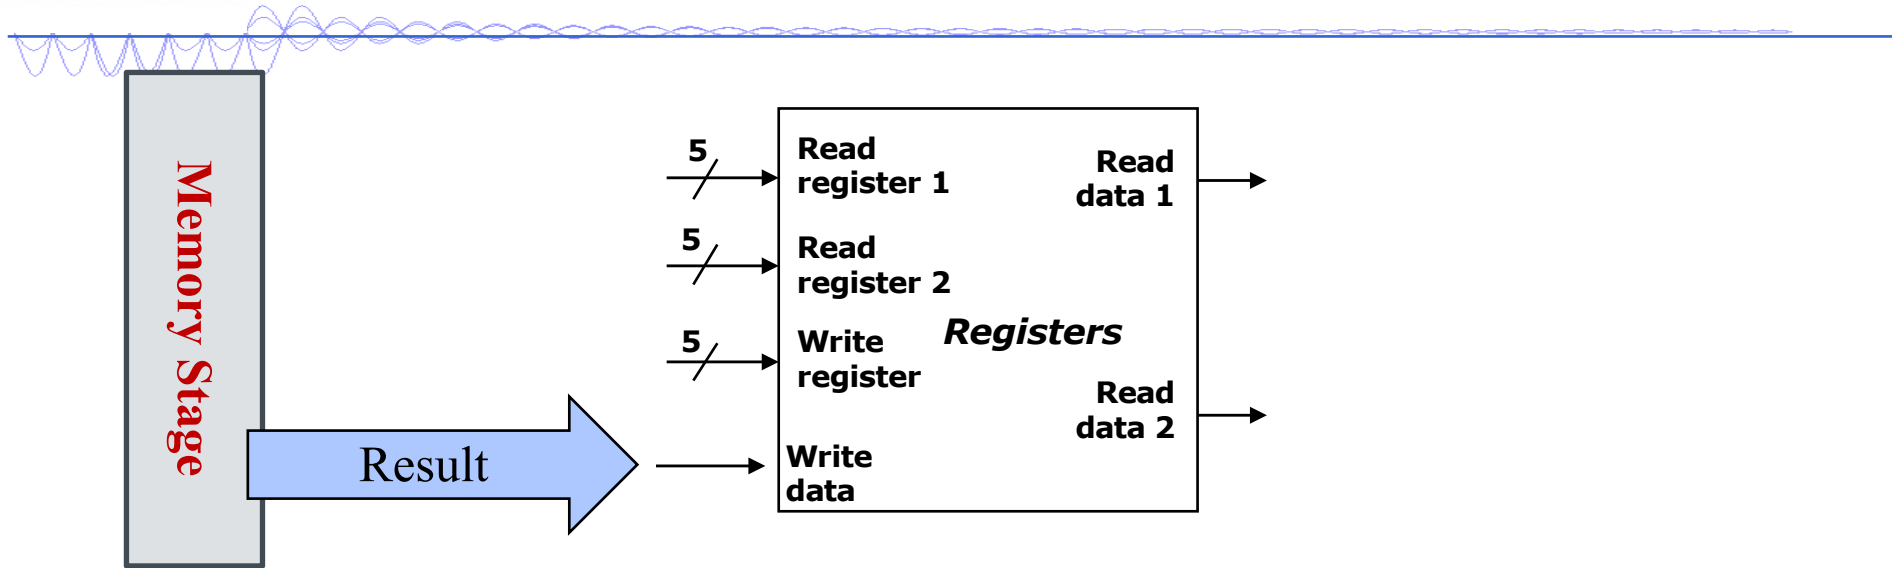 Memory Stage
Result
5
Read
register 1
5
Read
register 2
5
Write
register
Write
data
Registers
Read
data 1
Read
data 2